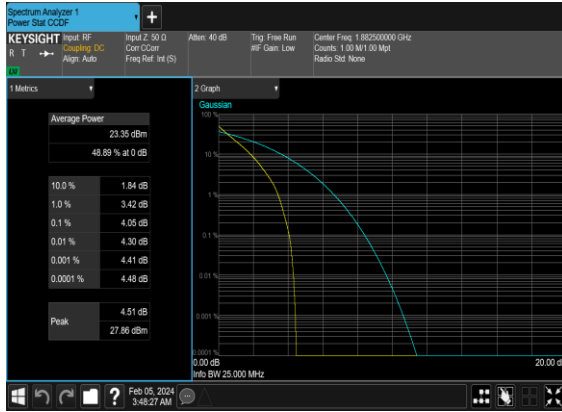 Spectrum Analyzer 1
Power Stat CCDF
+
KEYSIGHT
R T
LU
Input: RF
Coupling: DC
Align: Auto
Input Z: 50 Ω
Corr CCorr
Freq Ref: Int (S)
Atten: 40 dB
Trig: Free Run
#IF Gain: Low
Center Freq: 1.882500000 GHz
Counts: 1.00 M/1.00 Mpt
Radio Std: None
1 Metrics
Average Power
23.35 dBm
48.89 % at 0 dB
10.0 % 1.84 dB
1.0 % 3.42 dB
0.1 % 4.05 dB
0.01 % 4.30 dB
0.001 % 4.41 dB
0.0001 % 4.48 dB
Peak
4.51 dB
27.86 dBm
2 Graph
Gaussian
100 %
10 %
1 %
0.1 %
0.01 %
0.001 %
0.0001 %
0.00 dB
20.00 d
Info BW 25.000 MHz
?
Feb 05, 2024
3:48:27 AM